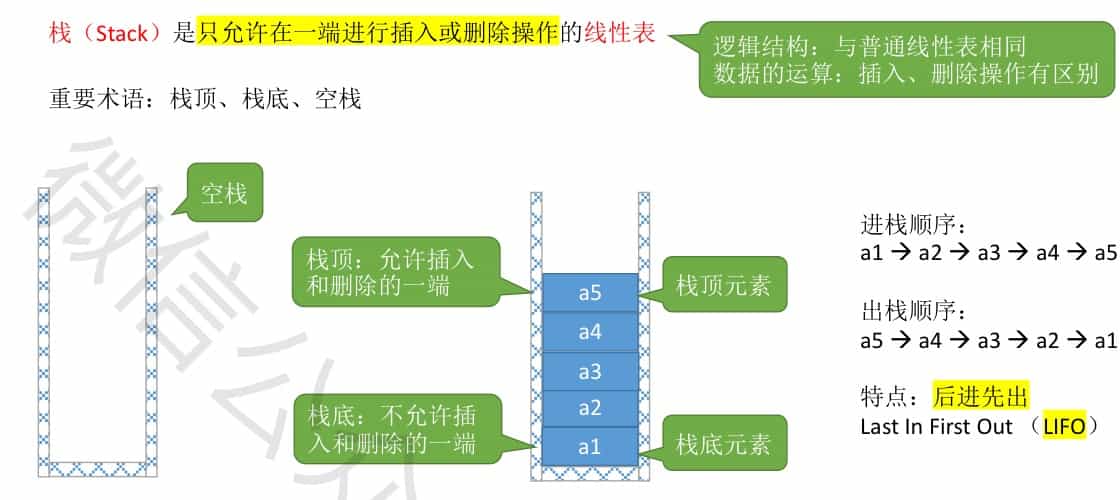 栈（Stack）是只允许在一端进行插入或删除操作的线性表
逻辑结构：与普通线性表相同
数据的运算：插入、删除操作有区别
重要术语：栈顶、栈底、空栈
空栈
栈顶：允许插入
和删除的一端
a5
a4
a3
a2
a1
栈顶元素
栈底：不允许插
入和删除的一端
栈底元素
进栈顺序：
a1 → a2 → a3 → a4 → a5
出栈顺序：
a5 → a4 → a3 → a2 → a1
特点：后进先出
Last In First Out （LIFO）
微信公众